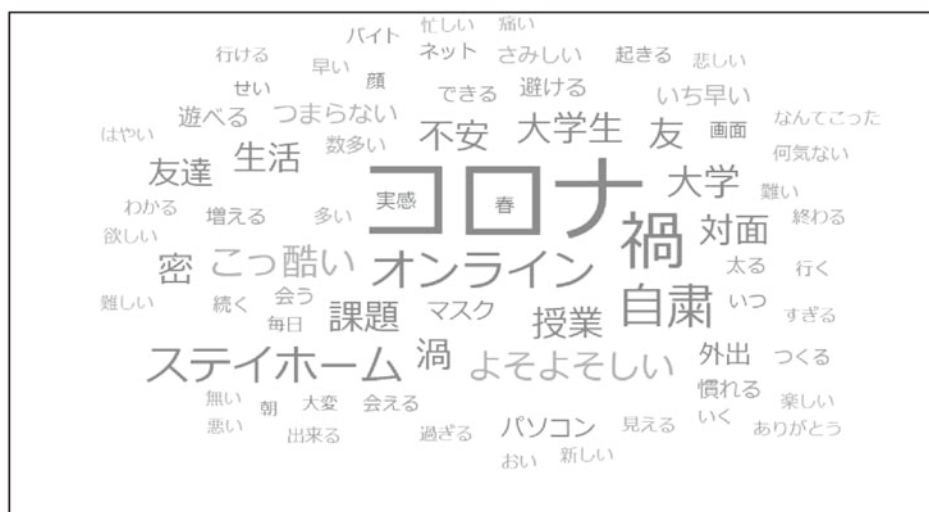 忙しい 痛い
バイト
行ける ネット さみしい 起きる 悲しい
早い 顔
せい できる 避ける いち早い
遊べる つまらない なんてこった
はやい 数多い 不安 大学生 友 画面
友達 生活 何気ない
コロナ 大学 難い
実感 春
わかる 増える 多い 禍 対面 終わる
欲しい
密 こっ酷い オンライン 太る 行く
難しい 続く 会う 自粛 いつ
毎日 課題 マスク 授業 すぎる
ステイホーム 渦 よそよそしい 外出 つくる
慣れる
無い 朝 大変 会える いく 楽しい
悪い 出来る 過ぎる パソコン 見える ありがとう
おい 新しい